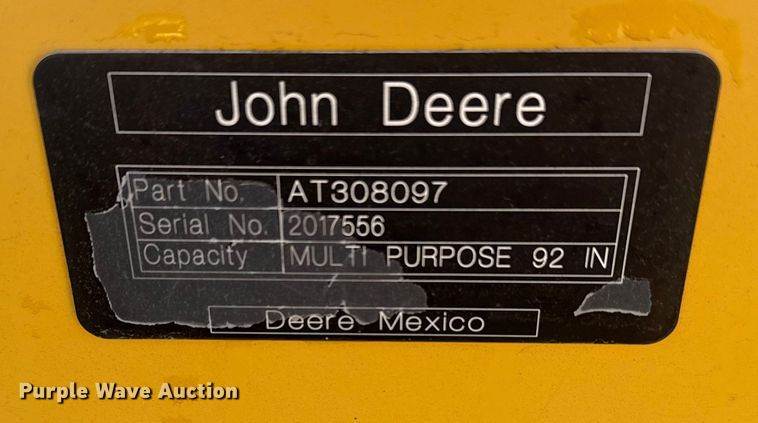 John Deere
Part No. AT308097
Serial No. 2017556
Capacity MULTI PURPOSE 92 IN
Deere Mexico
Purple Wave Auction